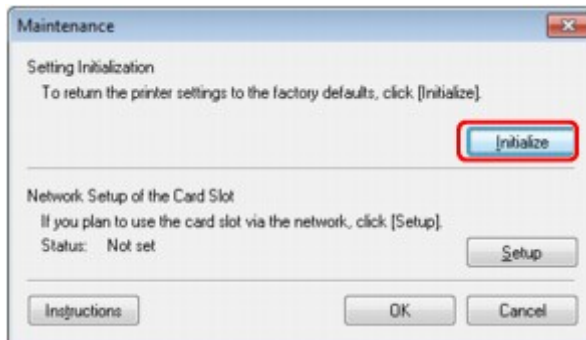 Maintenance
Setting Initialization
To return the printer settings to the factory defaults, click [Initialize].
Initialize
Network Setup of the Card Slot
If you plan to use the card slot via the network, click [Setup].
Status: Not set
Setup
Instructions OK Cancel